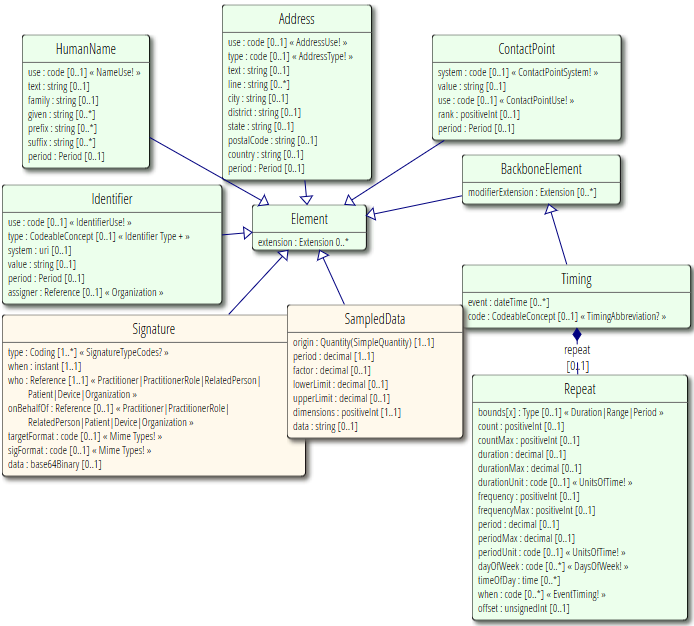 Address
use : code [0..1] « AddressUse! »
type : code [0..1] « AddressType! »
text : string [0..1]
line : string [0..*]
city : string [0..1]
district : string [0..1]
state : string [0..1]
postalCode : string [0..1]
country : string [0..1]
period : Period [0..1]
HumanName
use : code [0..1] « NameUse! »
text : string [0..1]
family : string [0..1]
given : string [0..*]
prefix : string [0..*]
suffix : string [0..*]
period : Period [0..1]
ContactPoint
system : code [0..1] « ContactPointSystem! »
value : string [0..1]
use : code [0..1] « ContactPointUse! »
rank : positiveInt [0..1]
period : Period [0..1]
BackboneElement
modifierExtension : Extension [0..*]
Identifier
use : code [0..1] « IdentifierUse! »
type : CodeableConcept [0..1] « Identifier Type + »
system : uri [0..1]
value : string [0..1]
period : Period [0..1]
assigner : Reference [0..1] « Organization »
Element
extension : Extension 0..*
Timing
event : dateTime [0..*]
code : CodeableConcept [0..1] « TimingAbbreviation? »
Signature
type : Coding [1..*] « SignatureTypeCodes? »
when : instant [1..1]
who : Reference [1..1] « Practitioner|PractitionerRole|RelatedPerson|
Patient|Device|Organization »
onBehalfOf : Reference [0..1] « Practitioner|PractitionerRole|
RelatedPerson|Patient|Device|Organization »
targetFormat : code [0..1] « Mime Types! »
sigFormat : code [0..1] « Mime Types! »
data : base64Binary [0..1]
SampledData
origin : Quantity(SimpleQuantity) [1..1]
period : decimal [1..1]
factor : decimal [0..1]
lowerLimit : decimal [0..1]
upperLimit : decimal [0..1]
dimensions : positiveInt [1..1]
data : string [0..1]
repeat
[0..1]
Repeat
bounds[x] : Type [0..1] « Duration|Range|Period »
count : positiveInt [0..1]
countMax : positiveInt [0..1]
duration : decimal [0..1]
durationMax : decimal [0..1]
durationUnit : code [0..1] « UnitsOfTime! »
frequency : positiveInt [0..1]
frequencyMax : positiveInt [0..1]
period : decimal [0..1]
periodMax : decimal [0..1]
periodUnit : code [0..1] « UnitsOfTime! »
dayOfWeek : code [0..*] « DaysOfWeek! »
timeOfDay : time [0..*]
when : code [0..*] « EventTiming! »
offset : unsignedInt [0..1]